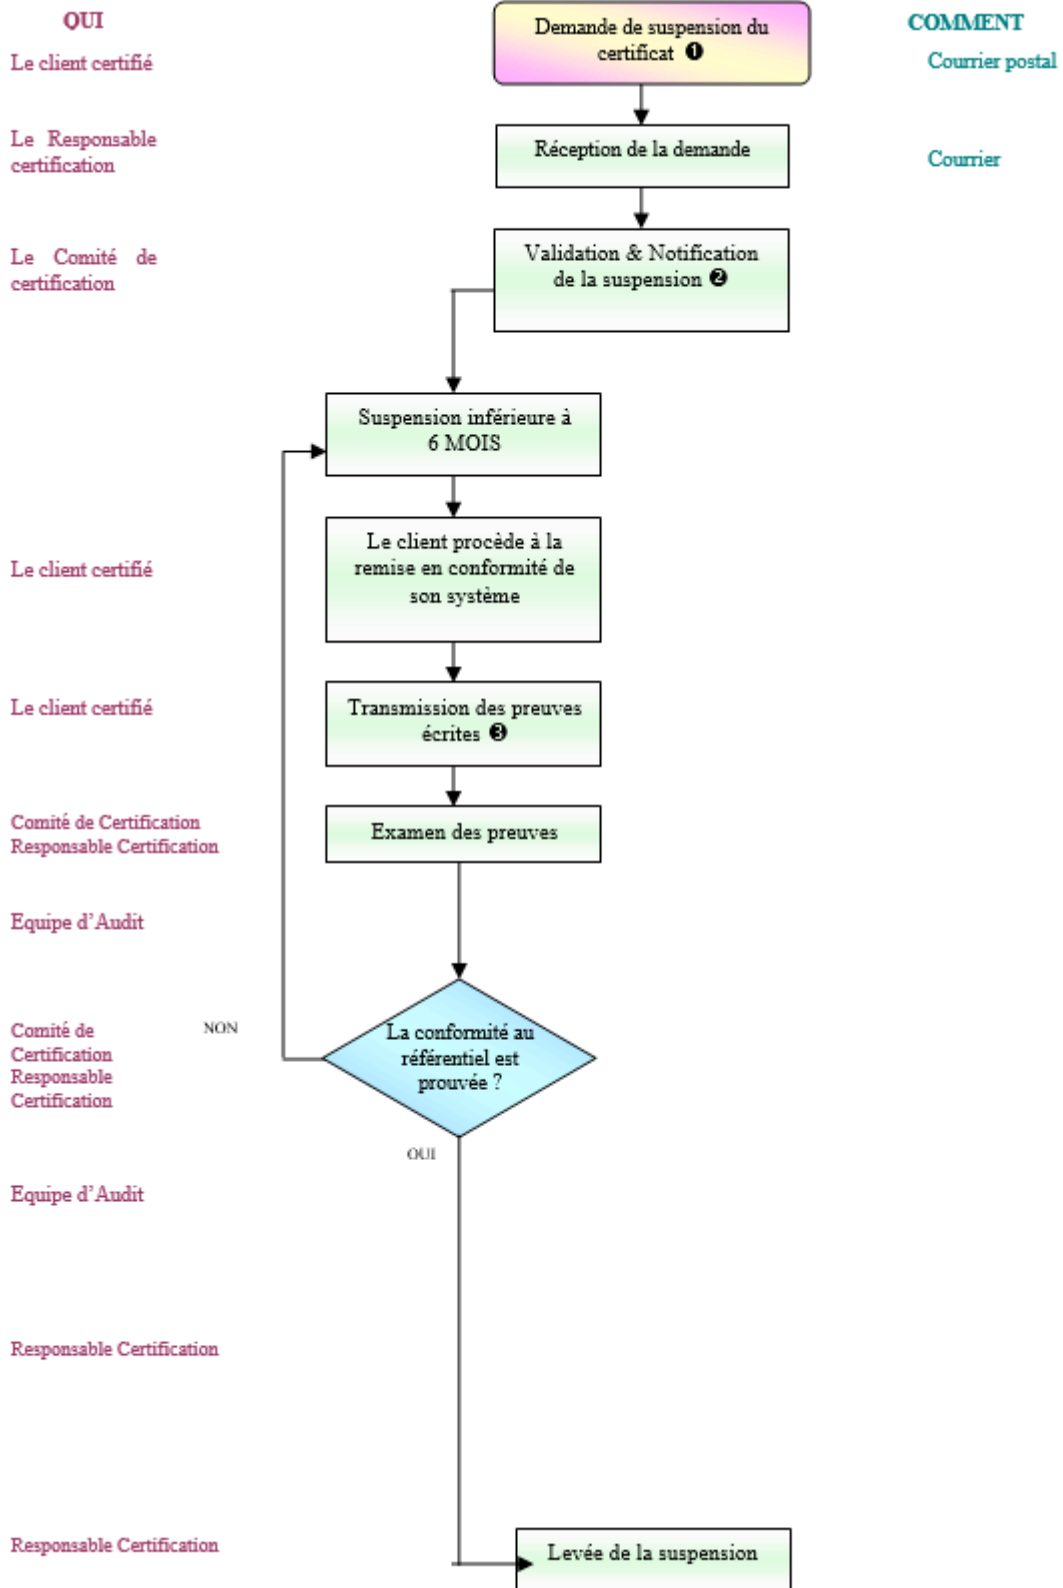 QUI
Demande de suspension du
certificat ❶
COMMENT
Le client certifié
Courrier postal
Le Responsable
certification
Réception de la demande
Courrier
Le Comité de
certification
Validation & Notification
de la suspension ❷
Suspension inférieure à
6 MOIS
Le client certifié
Le client procède à la
remise en conformité de
son système
Le client certifié
Transmission des preuves
écrites ❸
Comité de Certification
Responsable Certification
Examen des preuves
Equipe d'Audit
Comité de
Certification
Responsable
Certification
NON
La conformité au
référentiel est
prouvée ?
OUI
Equipe d'Audit
Responsable Certification
Responsable Certification
Levée de la suspension